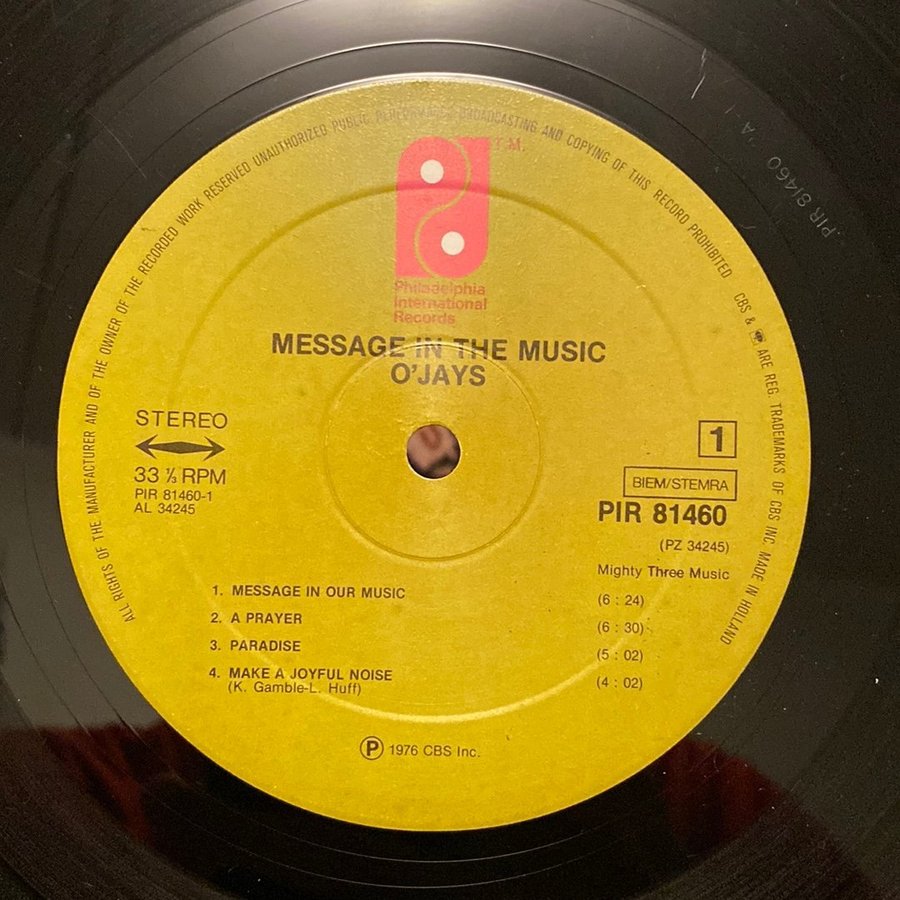 ALL RIGHTS OF THE MANUFACTURER AND OF THE OWNER OF THE RECORDED WORK RESERVED UNAUTHORIZED PUBLIC PERFORMANCE BROADCASTING AND COPYING OF THIS RECORD PROHIBITED
CBS & ARE REG. TRADEMARKS OF CBS INC. MADE IN HOLLAND
PIR 81460 A
T.M.
Philadelphia
International
Records
MESSAGE IN THE MUSIC
O'JAYS
STEREO
33 ⅓ RPM
PIR 81460-1
AL 34245
1
BIEM/STEMRA
PIR 81460
(PZ 34245)
Mighty Three Music
1. MESSAGE IN OUR MUSIC (6 : 24)
2. A PRAYER (6 : 30)
3. PARADISE (5 : 02)
4. MAKE A JOYFUL NOISE (4 : 02)
(K. Gamble-L. Huff)
℗ 1976 CBS Inc.